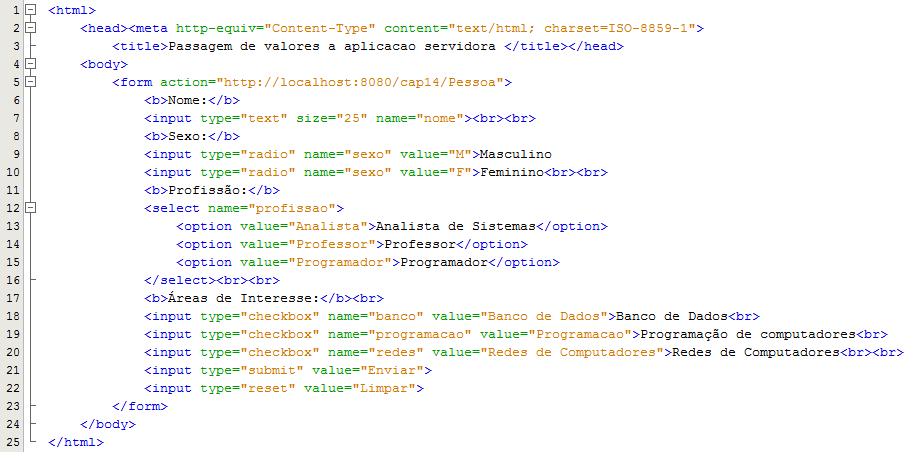 1 <html>
2 <head><meta http-equiv="Content-Type" content="text/html; charset=ISO-8859-1">
3 <title>Passagem de valores a aplicacao servidora </title></head>
4 <body>
5 <form action="http://localhost:8080/cap14/Pessoa">
6 <b>Nome:</b>
7 <input type="text" size="25" name="nome"><br><br>
8 <b>Sexo:</b>
9 <input type="radio" name="sexo" value="M">Masculino
10 <input type="radio" name="sexo" value="F">Feminino<br><br>
11 <b>Profissão:</b>
12 <select name="profissao">
13 <option value="Analista">Analista de Sistemas</option>
14 <option value="Professor">Professor</option>
15 <option value="Programador">Programador</option>
16 </select><br><br>
17 <b>Áreas de Interesse:</b><br>
18 <input type="checkbox" name="banco" value="Banco de Dados">Banco de Dados<br>
19 <input type="checkbox" name="programacao" value="Programacao">Programação de computadores<br>
20 <input type="checkbox" name="redes" value="Redes de Computadores">Redes de Computadores<br><br>
21 <input type="submit" value="Enviar">
22 <input type="reset" value="Limpar">
23 </form>
24 </body>
25 </html>